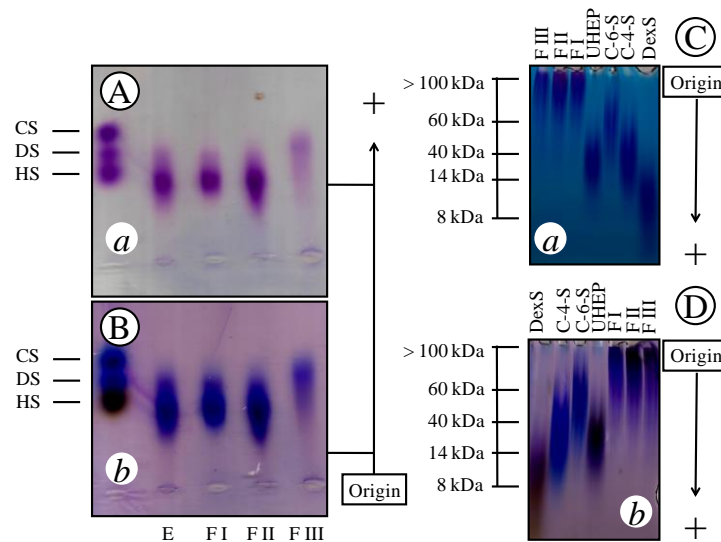 A
CS
DS
HS
a
B
CS
DS
HS
b
E F I F II F III
+
Origin
F III F II F I UHEP C-6-S C-4-S DexS
C
> 100 kDa
60 kDa
40 kDa
14 kDa
8 kDa
a
Origin
+
DexS C-4-S C-6-S UHEP F I F II F III
D
> 100 kDa
60 kDa
40 kDa
14 kDa
8 kDa
b
Origin
+